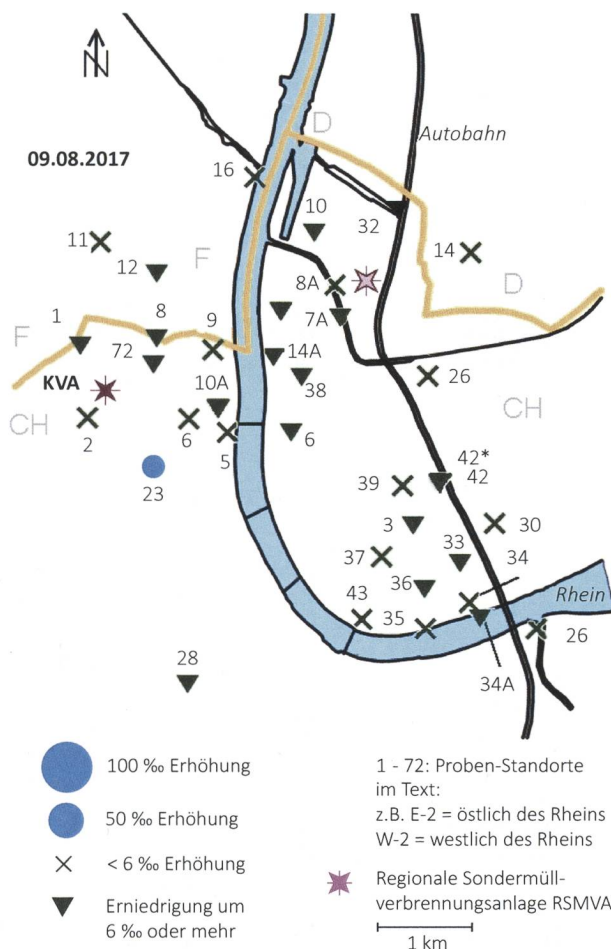 N
D
Autobahn
09.08.2017
16
10
32
11
F
14
12
8A
D
F
1
8
9
7A
72
14A
KVA
10A
38
26
CH
CH
2
6
5
6
42*
23
39
42
3
30
33
37
34
36
43
35
Rhein
26
28
34A
100 ‰ Erhöhung
50 ‰ Erhöhung
< 6 ‰ Erhöhung
Erniedrigung um
6 ‰ oder mehr
1 - 72: Proben-Standorte
im Text:
z.B. E-2 = östlich des Rheins
W-2 = westlich des Rheins
Regionale Sondermüll-
verbrennungsanlage RSMVA
1 km